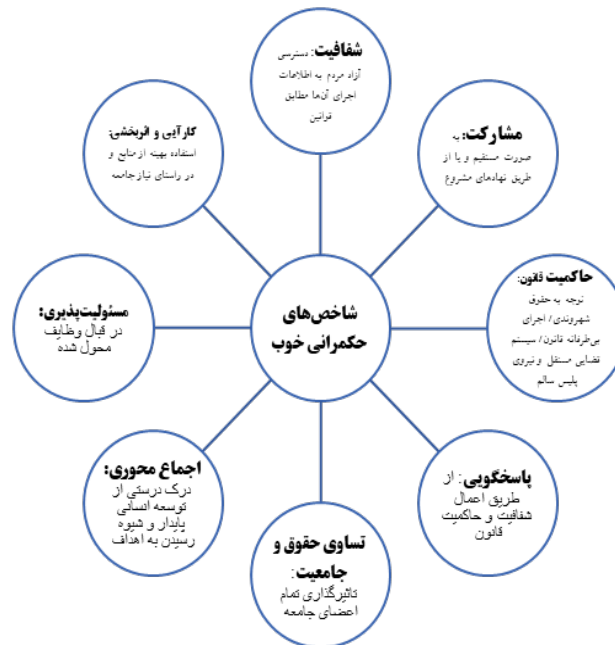 شفافیت: دسترسی
آزاد مردم به اطلاعات
اجرای آن‌ها مطابق
قوانین
مشارکت: به
صورت مستقیم و یا از
طریق نهادهای مشروع
حاکمیت قانون:
توجه به حقوق
شهروندی/ اجرای
بی‌طرفانه قانون/ سیستم
قضایی مستقل و نیروی
پلیس سالم
پاسخگویی: از
طریق اعمال
شفافیت و حاکمیت
قانون
تساوی حقوق و
جامعیت:
تاثیرگذاری تمام
اعضای جامعه
اجماع محوری:
درک درستی از
توسعه انسانی
پایدار و شیوه
رسیدن به اهداف
مسئولیت‌پذیری:
در قبال وظایف
محول شده
کارآیی و اثربخشی:
استفاده بهینه از منابع و
در راستای نیاز جامعه
شاخص‌های
حکمرانی خوب